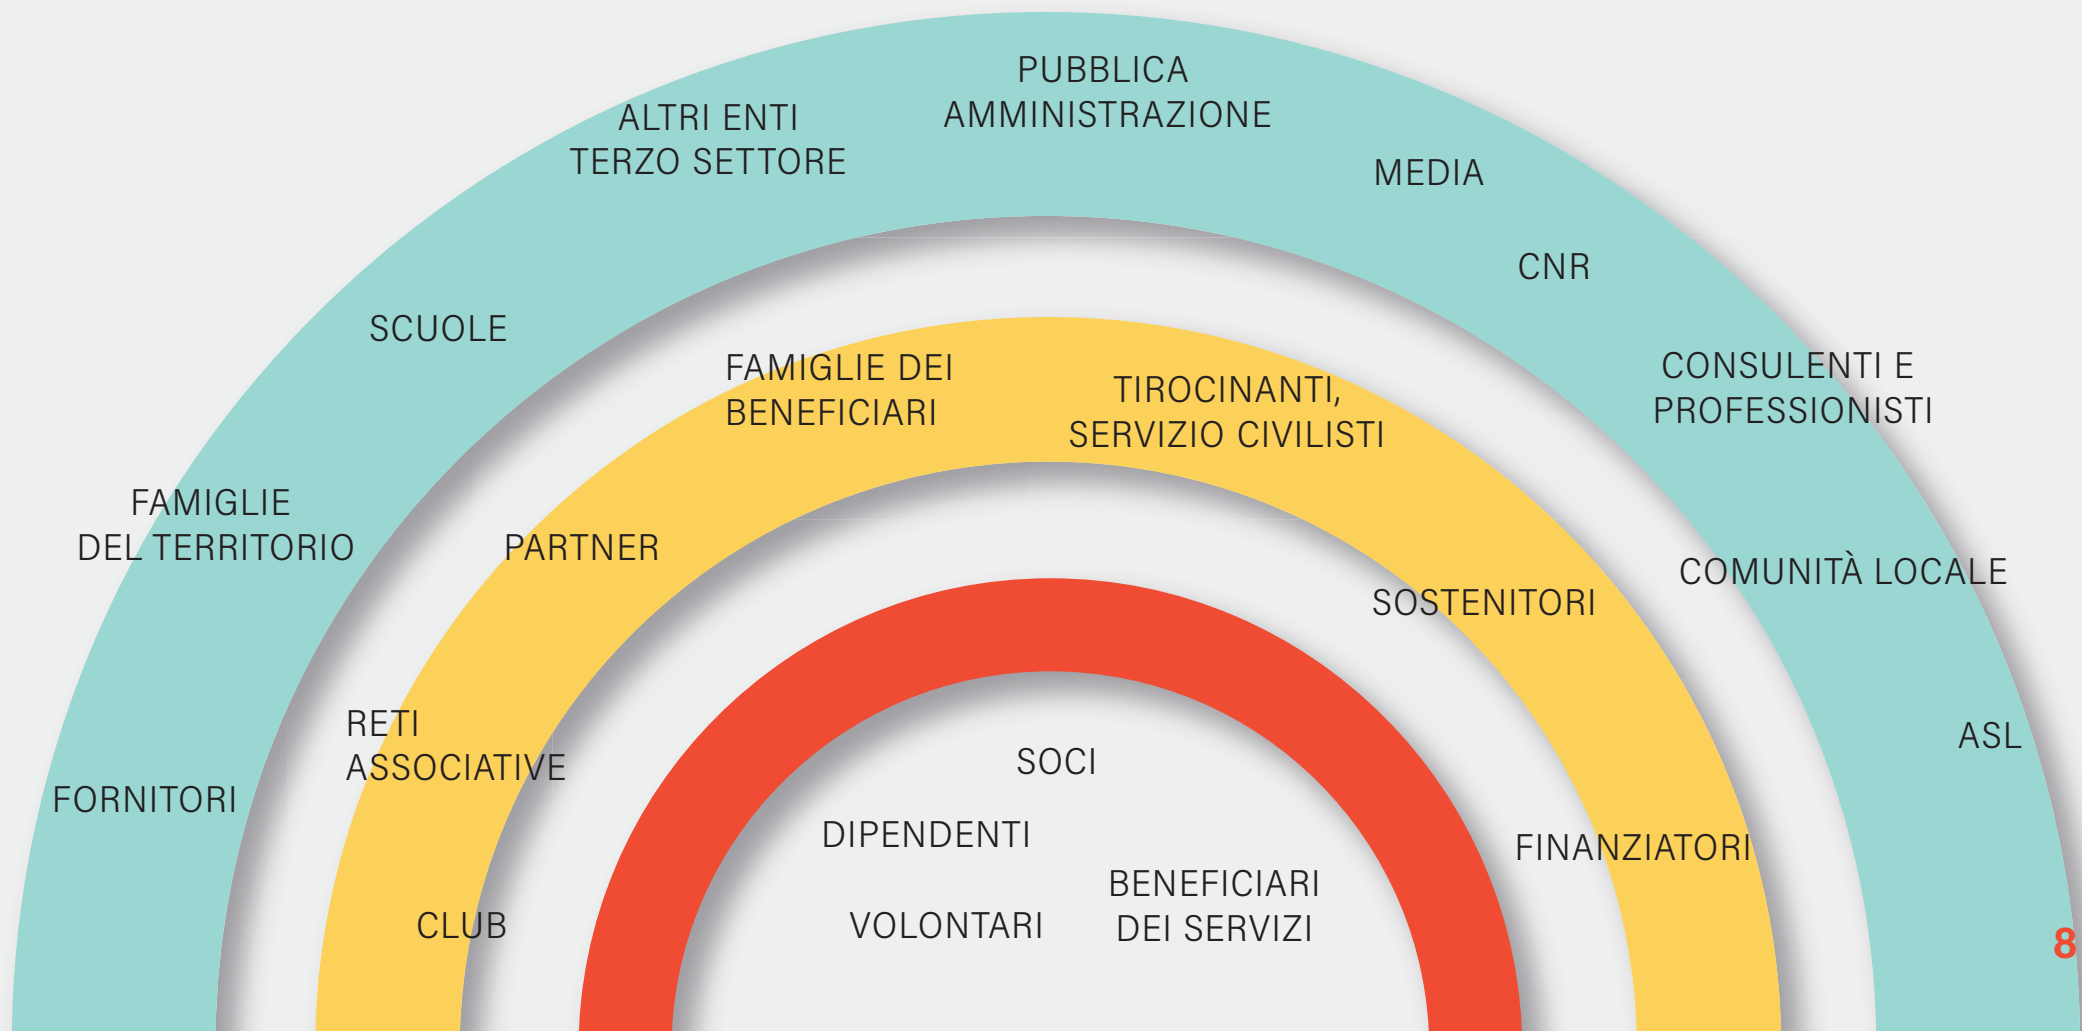 PUBBLICA
AMMINISTRAZIONE
ALTRI ENTI
TERZO SETTORE
MEDIA
CNR
SCUOLE
CONSULENTI E
PROFESSIONISTI
FAMIGLIE
DEL TERRITORIO
COMUNITÀ LOCALE
ASL
FORNITORI
FAMIGLIE DEI
BENEFICIARI
TIROCINANTI,
SERVIZIO CIVILISTI
PARTNER
SOSTENITORI
RETI
ASSOCIATIVE
FINANZIATORI
CLUB
SOCI
DIPENDENTI
BENEFICIARI
DEI SERVIZI
VOLONTARI
8